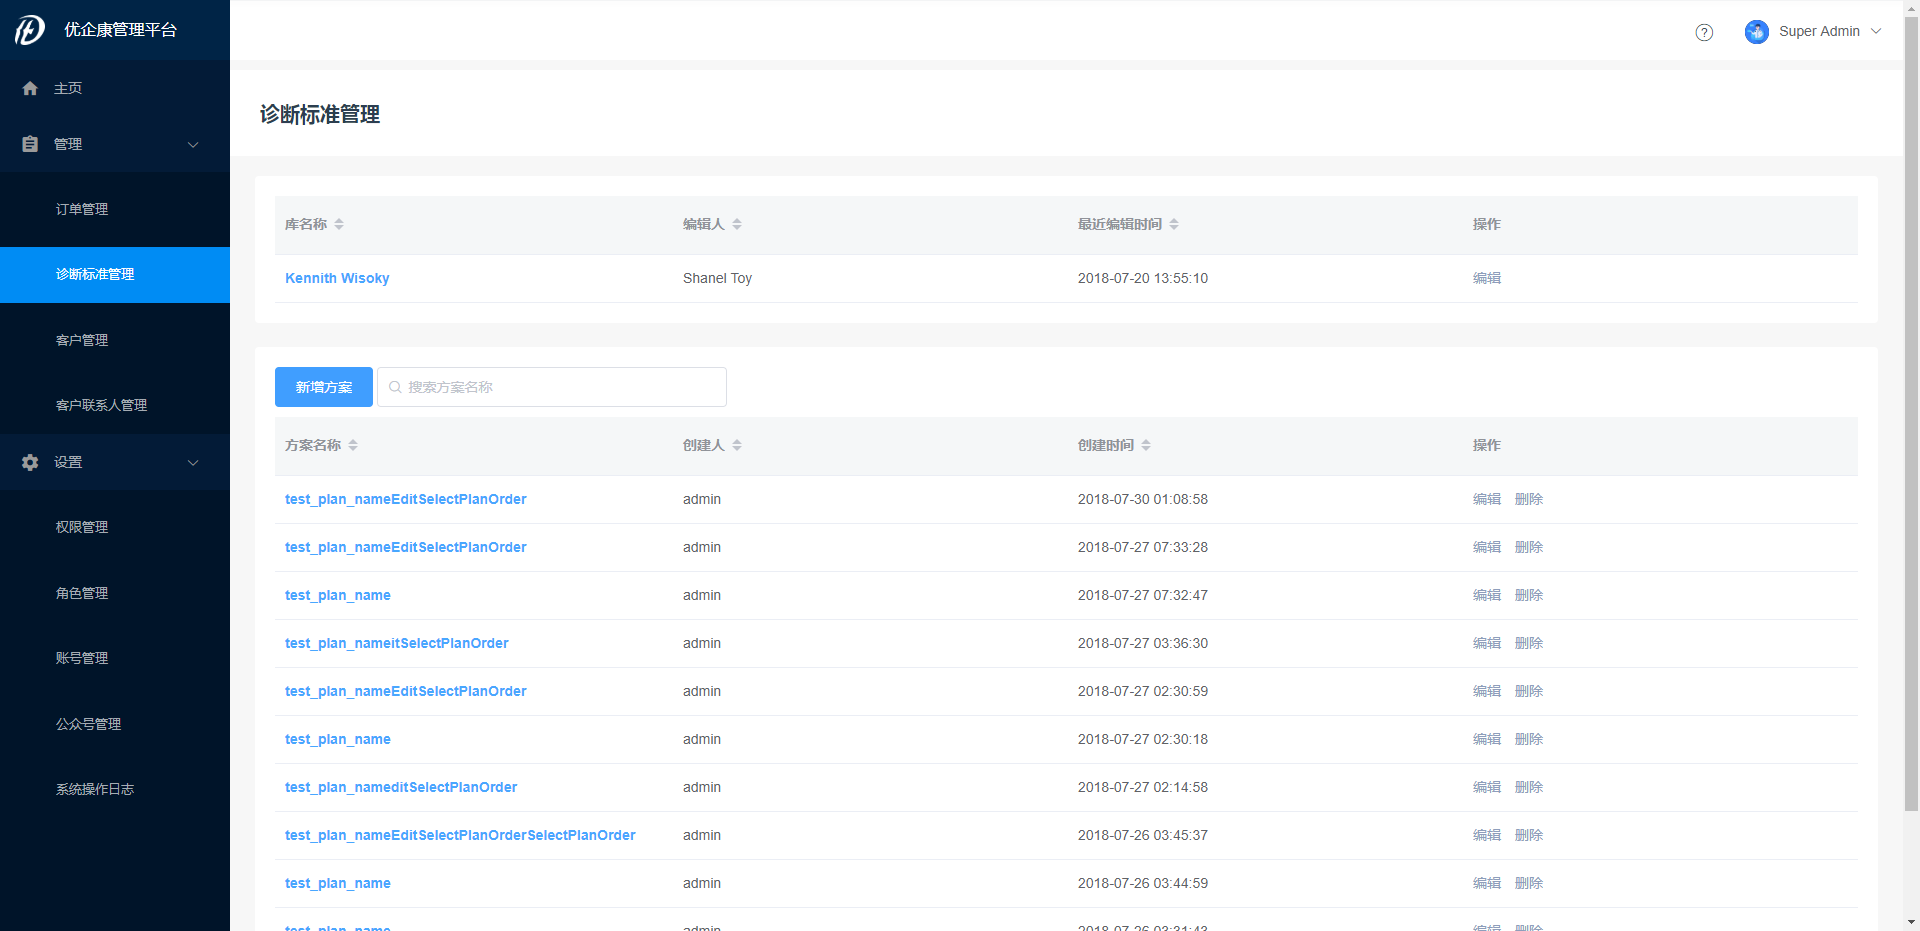 优企康管理平台
Super Admin
主页
管理
订单管理
诊断标准管理
客户管理
客户联系人管理
设置
权限管理
角色管理
账号管理
公众号管理
系统操作日志
诊断标准管理
库名称 编辑人 最近编辑时间 操作
Kennith Wisoky Shanel Toy 2018-07-20 13:55:10 编辑
新增方案 搜索方案名称
方案名称 创建人 创建时间 操作
test_plan_nameEditSelectPlanOrder admin 2018-07-30 01:08:58 编辑 删除
test_plan_nameEditSelectPlanOrder admin 2018-07-27 07:33:28 编辑 删除
test_plan_name admin 2018-07-27 07:32:47 编辑 删除
test_plan_nameitSelectPlanOrder admin 2018-07-27 03:36:30 编辑 删除
test_plan_nameEditSelectPlanOrder admin 2018-07-27 02:30:59 编辑 删除
test_plan_name admin 2018-07-27 02:30:18 编辑 删除
test_plan_nameditSelectPlanOrder admin 2018-07-27 02:14:58 编辑 删除
test_plan_nameEditSelectPlanOrderSelectPlanOrder admin 2018-07-26 03:45:37 编辑 删除
test_plan_name admin 2018-07-26 03:44:59 编辑 删除
test_plan_name admin 2018-07-26 03:31:43 编辑 删除